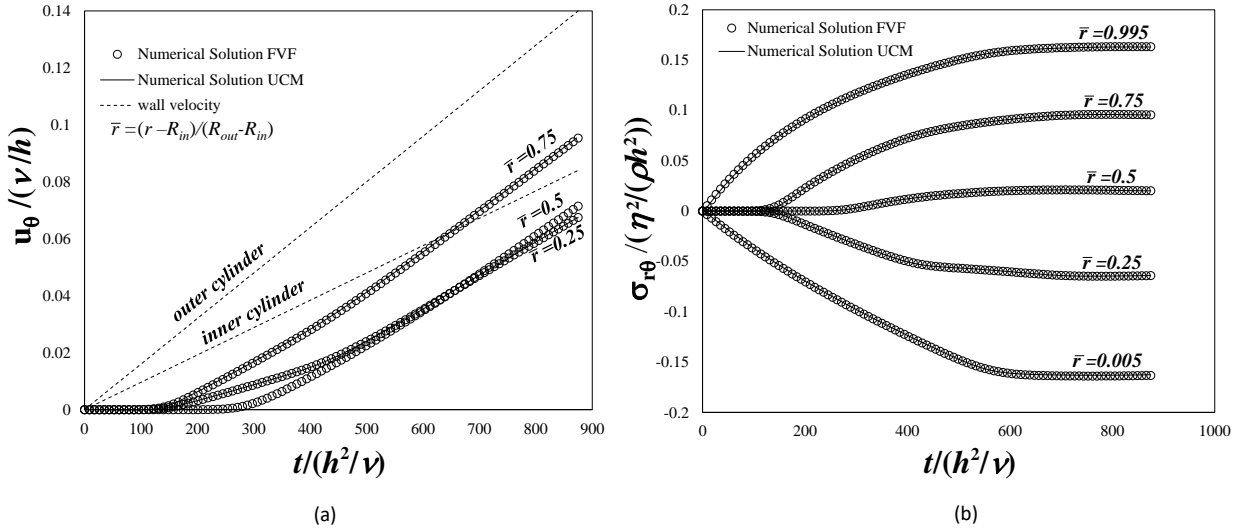 0.14
0.12
0.1
0.08
0.06
0.04
0.02
0
u_θ/(ν/h)
Numerical Solution FVF
Numerical Solution UCM
wall velocity
r̅ =(r −R_in)/(R_out-R_in)
outer cylinder
inner cylinder
r̅ =0.75
r̅ =0.5
r̅ =0.25
0 100 200 300 400 500 600 700 800 900
t/(h²/ν)
(a)
0.2
0.15
0.1
0.05
0
-0.05
-0.1
-0.15
-0.2
σ_rθ/(η²/(ρh²))
Numerical Solution FVF
Numerical Solution UCM
r̅ =0.995
r̅ =0.75
r̅ =0.5
r̅ =0.25
r̅ =0.005
0 200 400 600 800 1000
t/(h²/ν)
(b)